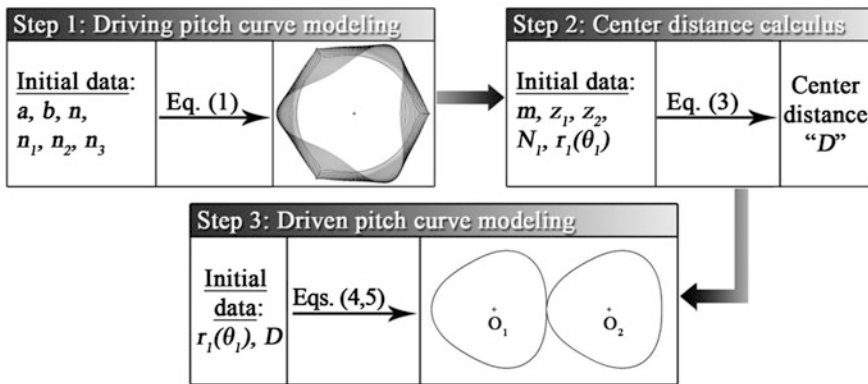 Step 1: Driving pitch curve modeling
Initial data:
a, b, n,
n1, n2, n3
Eq. (1)
Step 2: Center distance calculus
Initial data:
m, z1, z2,
N1, r1(θ1)
Eq. (3)
Center
distance
“D”
Step 3: Driven pitch curve modeling
Initial
data:
r1(θ1), D
Eqs. (4,5)
O1
O2